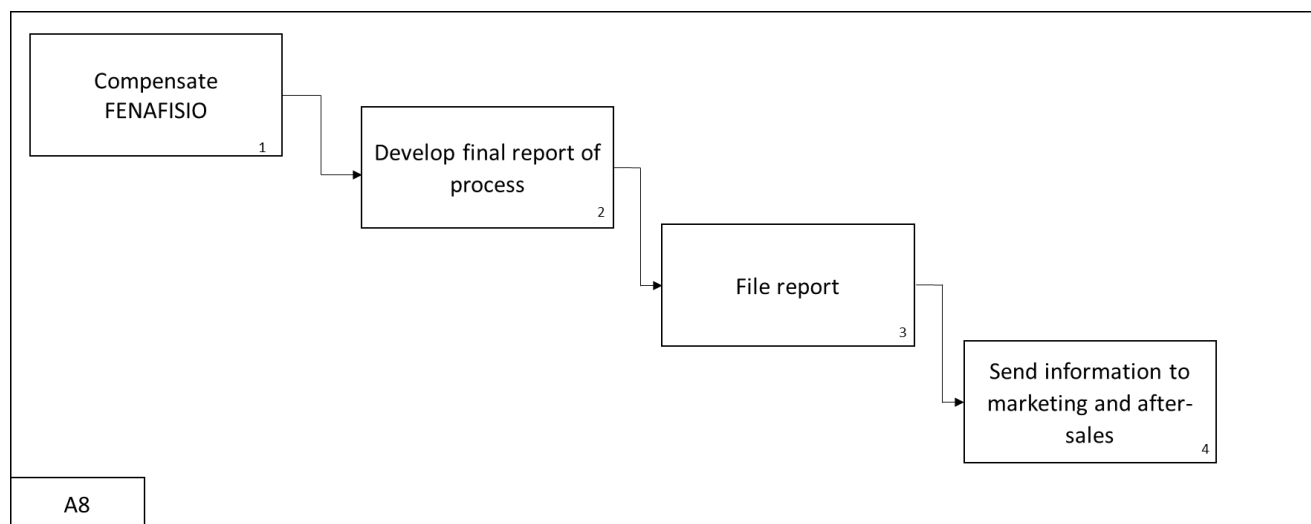 Compensate
FENAFISIO
1
Develop final report of
process
2
File report
3
Send information to
marketing and after-
sales
4
A8